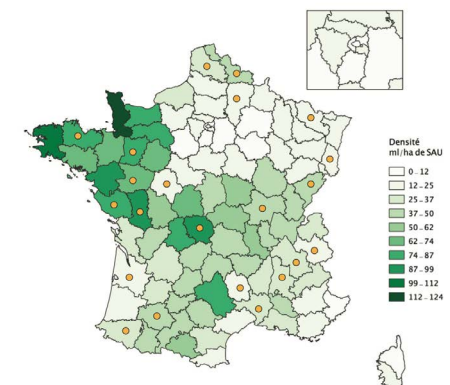 Densité
ml/ha de SAU
0 - 12
12 - 25
25 - 37
37 - 50
50 - 62
62 - 74
74 - 87
87 - 99
99 - 112
112 - 124